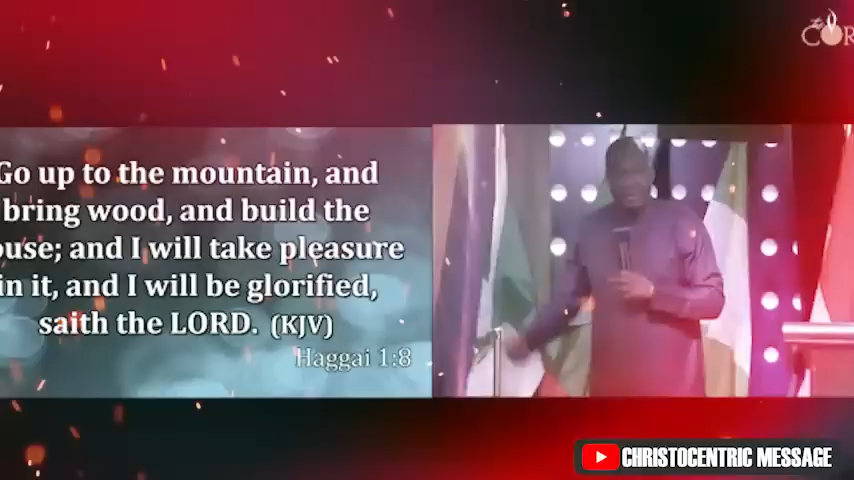 Go up to the mountain, and
bring wood, and build the
ouse; and I will take pleasure
in it, and I will be glorified,
saith the LORD. (KJV)
Haggai 1:8
CHRISTOCENTRIC MESSAGE